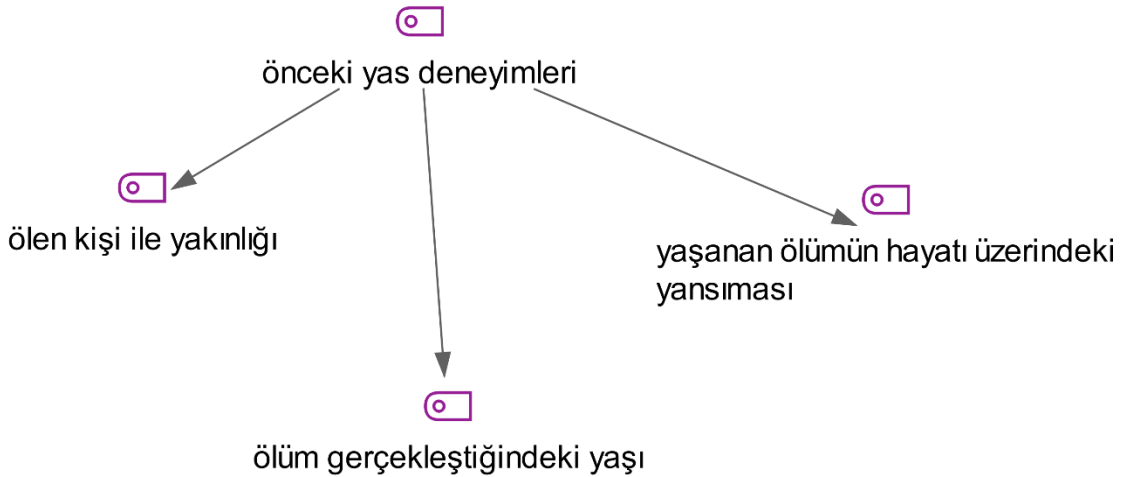 önceki yas deneyimleri
ölen kişi ile yakınlığı
yaşanan ölümün hayatı üzerindeki
yansıması
ölüm gerçekleştiğindeki yaşı